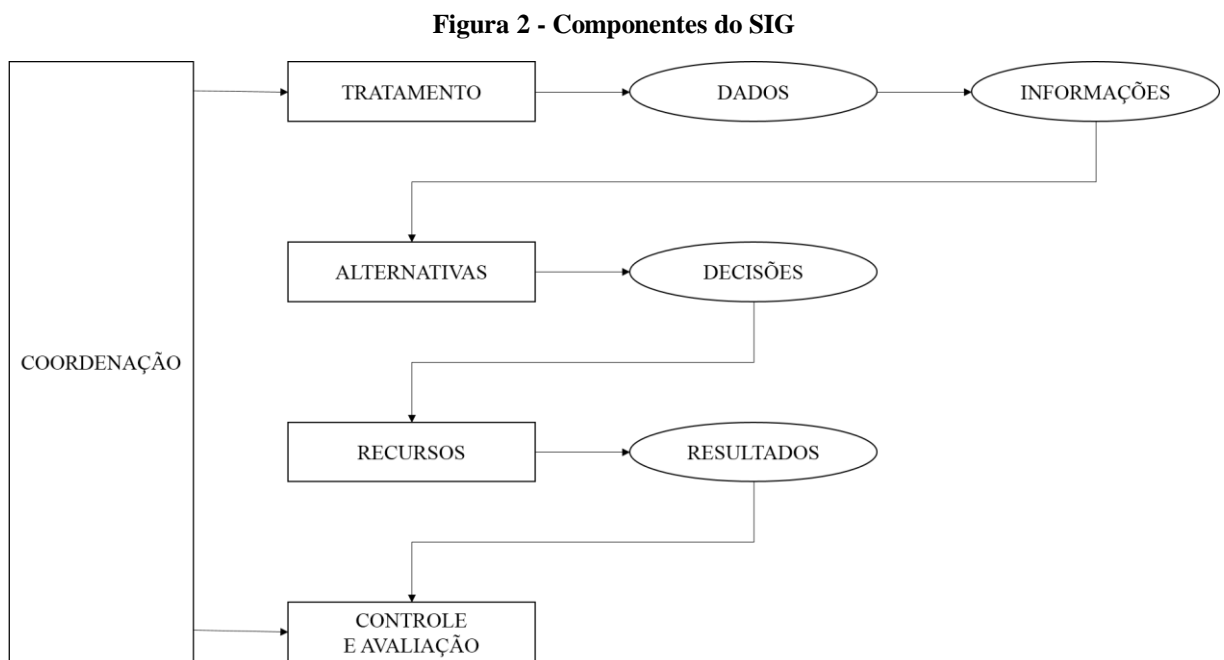 Figura 2 - Componentes do SIG
TRATAMENTO
DADOS
INFORMAÇÕES
ALTERNATIVAS
DECISÕES
COORDENAÇÃO
RECURSOS
RESULTADOS
CONTROLE
E AVALIAÇÃO